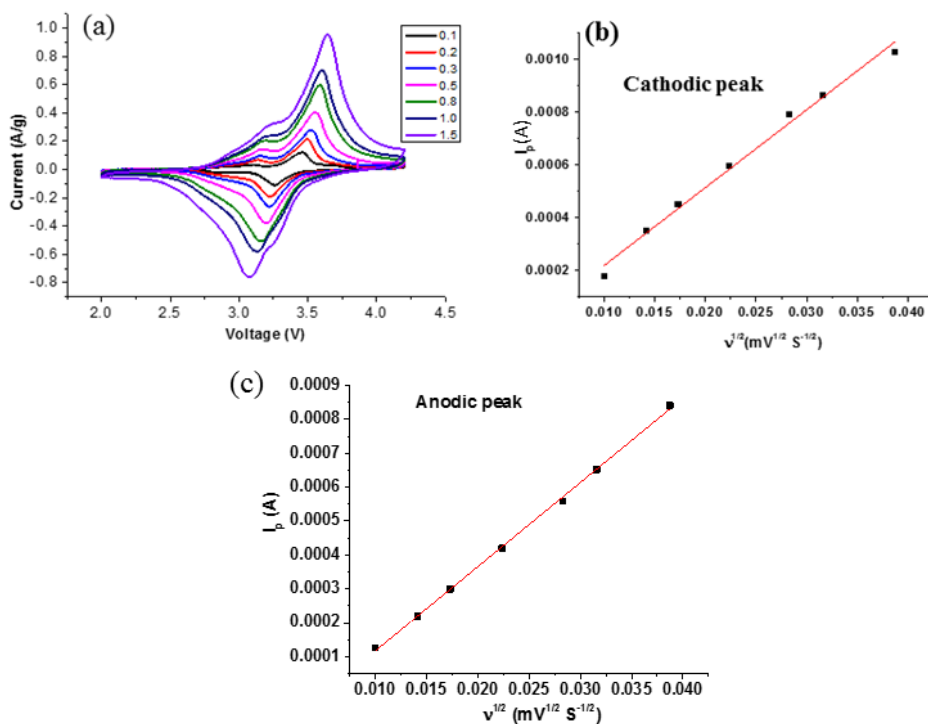 (a)
1.0
0.8
0.6
0.4
0.2
0.0
-0.2
-0.4
-0.6
-0.8
Current (A/g)
2.0 2.5 3.0 3.5 4.0 4.5
Voltage (V)
0.1
0.2
0.3
0.5
0.8
1.0
1.5
(b)
Cathodic peak
0.0010
0.0008
0.0006
0.0004
0.0002
Ip (A)
0.010 0.015 0.020 0.025 0.030 0.035 0.040
ν1/2(mV1/2 S-1/2)
(c)
Anodic peak
0.0009
0.0008
0.0007
0.0006
0.0005
0.0004
0.0003
0.0002
0.0001
Ip (A)
0.010 0.015 0.020 0.025 0.030 0.035 0.040
ν1/2 (mV1/2 S-1/2)